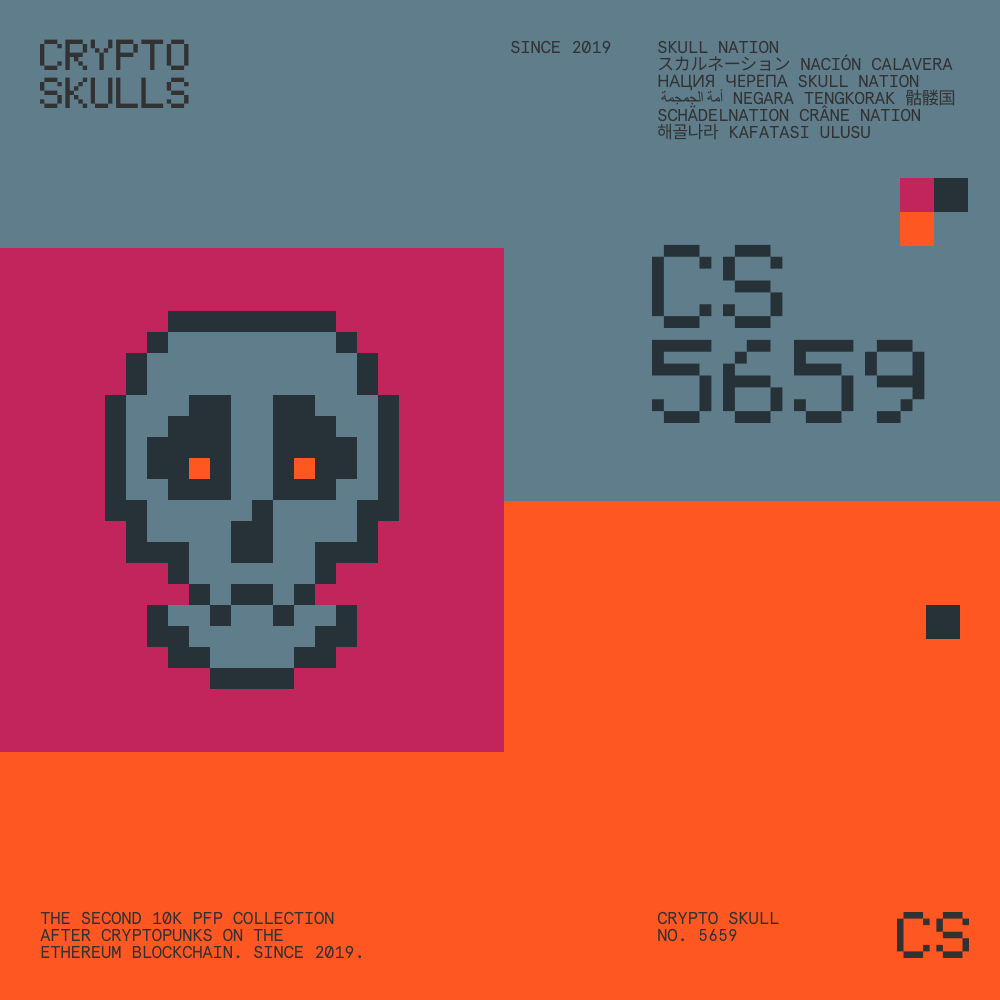 CRYPTO
SKULLS
SINCE 2019
SKULL NATION
スカルネーション NACIÓN CALAVERA
НАЦИЯ ЧЕРЕПА SKULL NATION
أمة الجمجمة NEGARA TENGKORAK 骷髅国
SCHÄDELNATION CRÂNE NATION
해골나라 KAFATASI ULUSU
CS
5659
THE SECOND 10K PFP COLLECTION
AFTER CRYPTOPUNKS ON THE
ETHEREUM BLOCKCHAIN. SINCE 2019.
CRYPTO SKULL
NO. 5659
CS